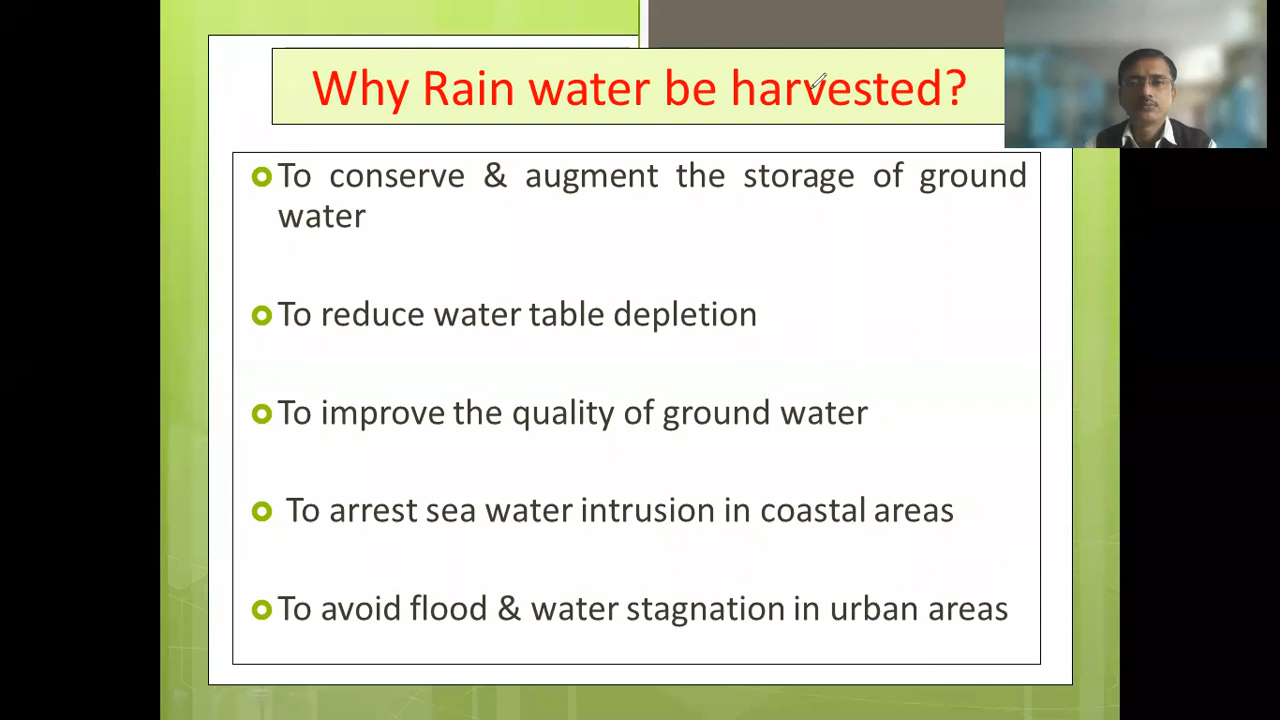 Why Rain water be harvested?
To conserve & augment the storage of ground
water
To reduce water table depletion
To improve the quality of ground water
To arrest sea water intrusion in coastal areas
To avoid flood & water stagnation in urban areas